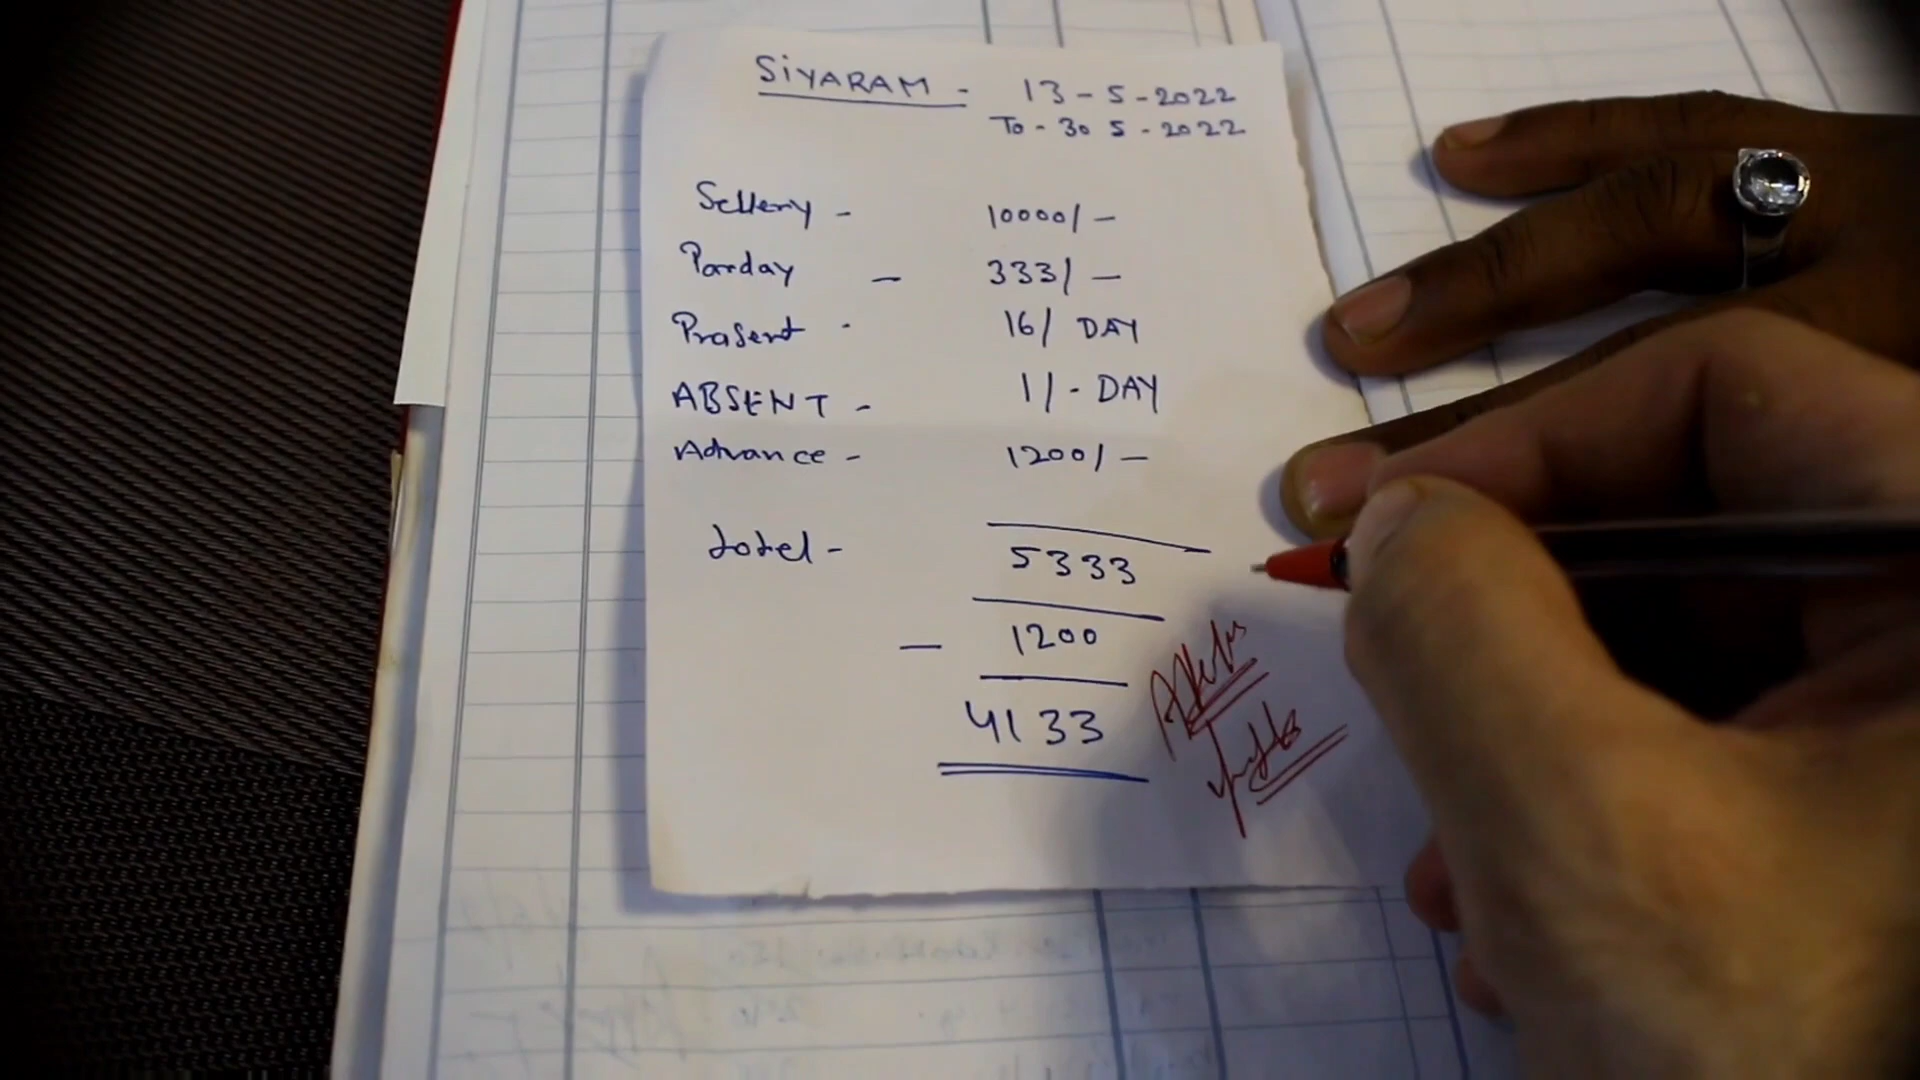 SiYARAM - 13-5-2022
To - 30 5 - 2022
Sellery - 10000/-
Parday - 333/-
Prasent - 16/ DAY
ABSENT - 1/- DAY
Advance - 1200/-
totel - 5333
- 1200
4133